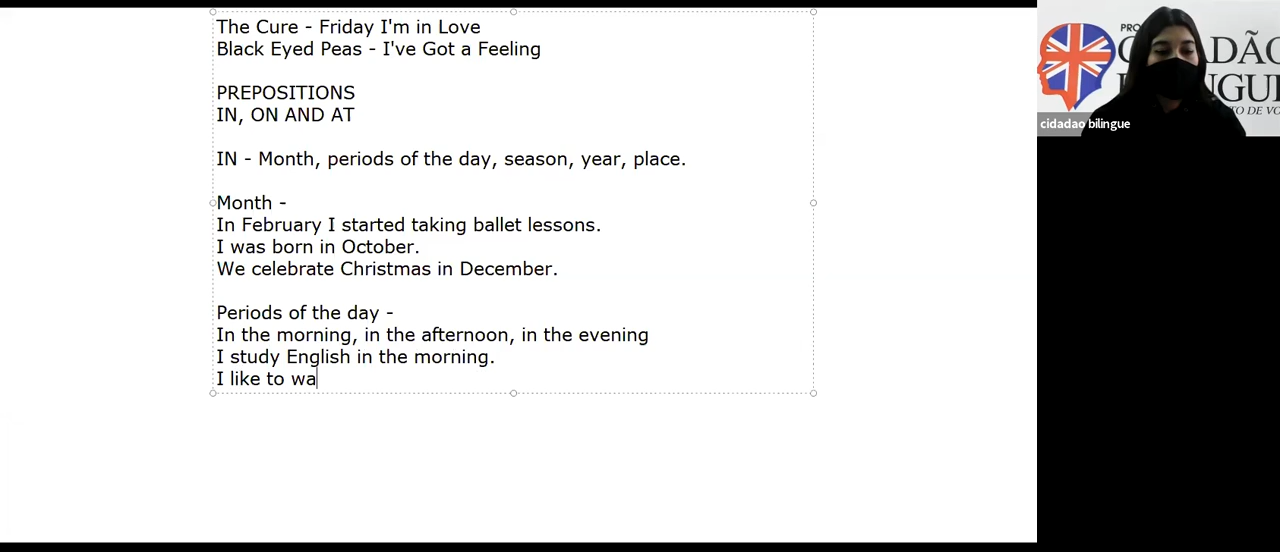 The Cure - Friday I'm in Love
Black Eyed Peas - I've Got a Feeling
PREPOSITIONS
IN, ON AND AT
IN - Month, periods of the day, season, year, place.
Month -
In February I started taking ballet lessons.
I was born in October.
We celebrate Christmas in December.
Periods of the day -
In the morning, in the afternoon, in the evening
I study English in the morning.
I like to wa
cidadao bilingue